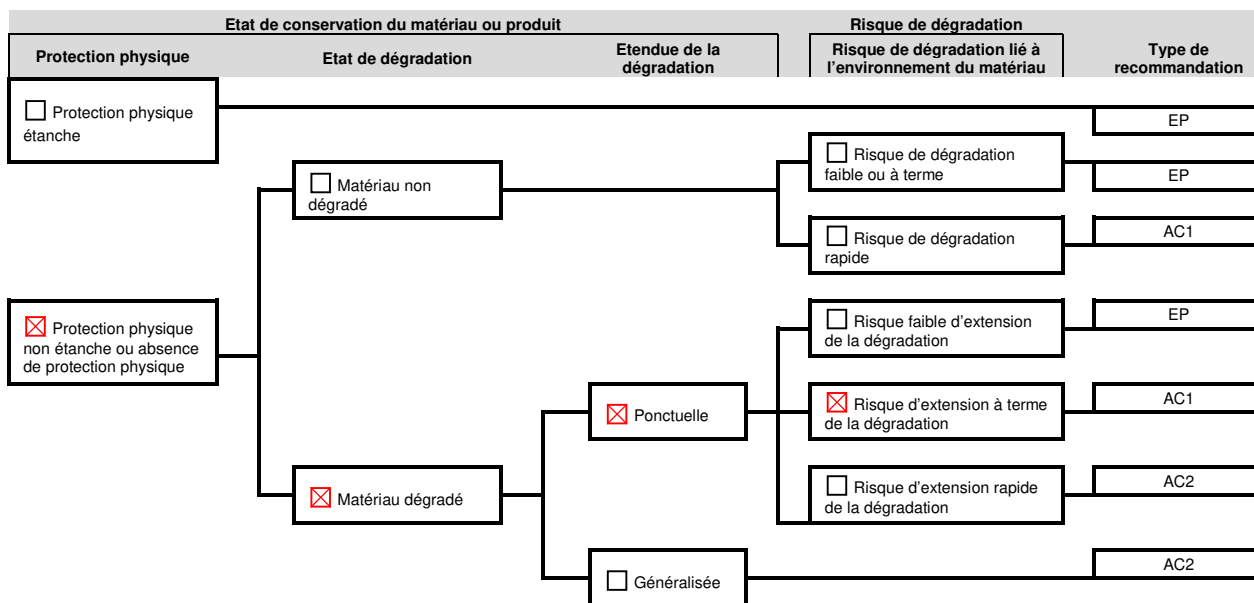 Etat de conservation du matériau ou produit
Risque de dégradation
Protection physique
Etat de dégradation
Etendue de la
dégradation
Risque de dégradation lié à
l'environnement du matériau
Type de
recommandation
Protection physique
étanche
EP
Matériau non
dégradé
Risque de dégradation
faible ou à terme
EP
Risque de dégradation
rapide
AC1
Protection physique
non étanche ou absence
de protection physique
Risque faible d'extension
de la dégradation
EP
Ponctuelle
Risque d'extension à terme
de la dégradation
AC1
Matériau dégradé
Risque d'extension rapide
de la dégradation
AC2
Généralisée
AC2